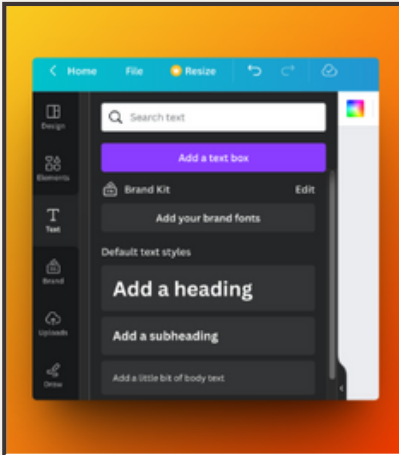 Home File Resize
Design
Search text
Add a text box
Elements
Brand Kit Edit
Text
Add your brand fonts
Default text styles
Brand
Add a heading
Uploads
Add a subheading
Draw
Add a little bit of body text